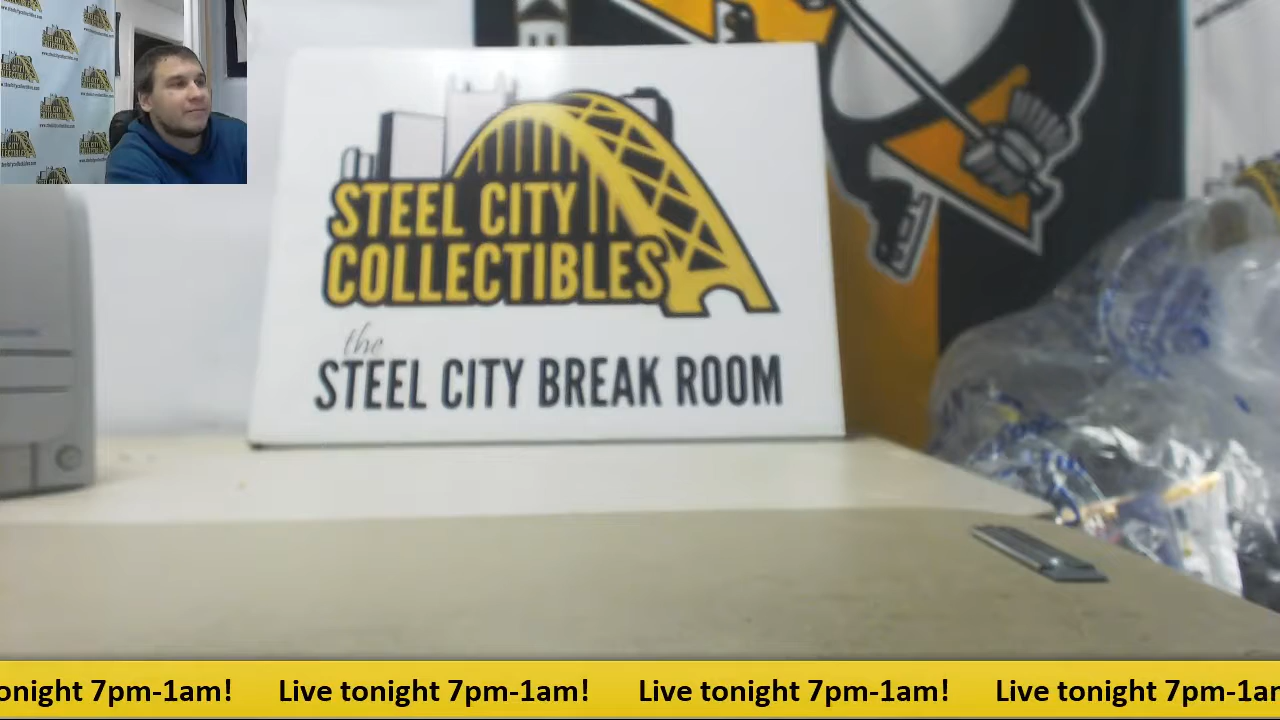 STEEL CITY
COLLECTIBLES
the
STEEL CITY BREAK ROOM
onight 7pm-1am! Live tonight 7pm-1am! Live tonight 7pm-1am! Live tonight 7pm-1ar